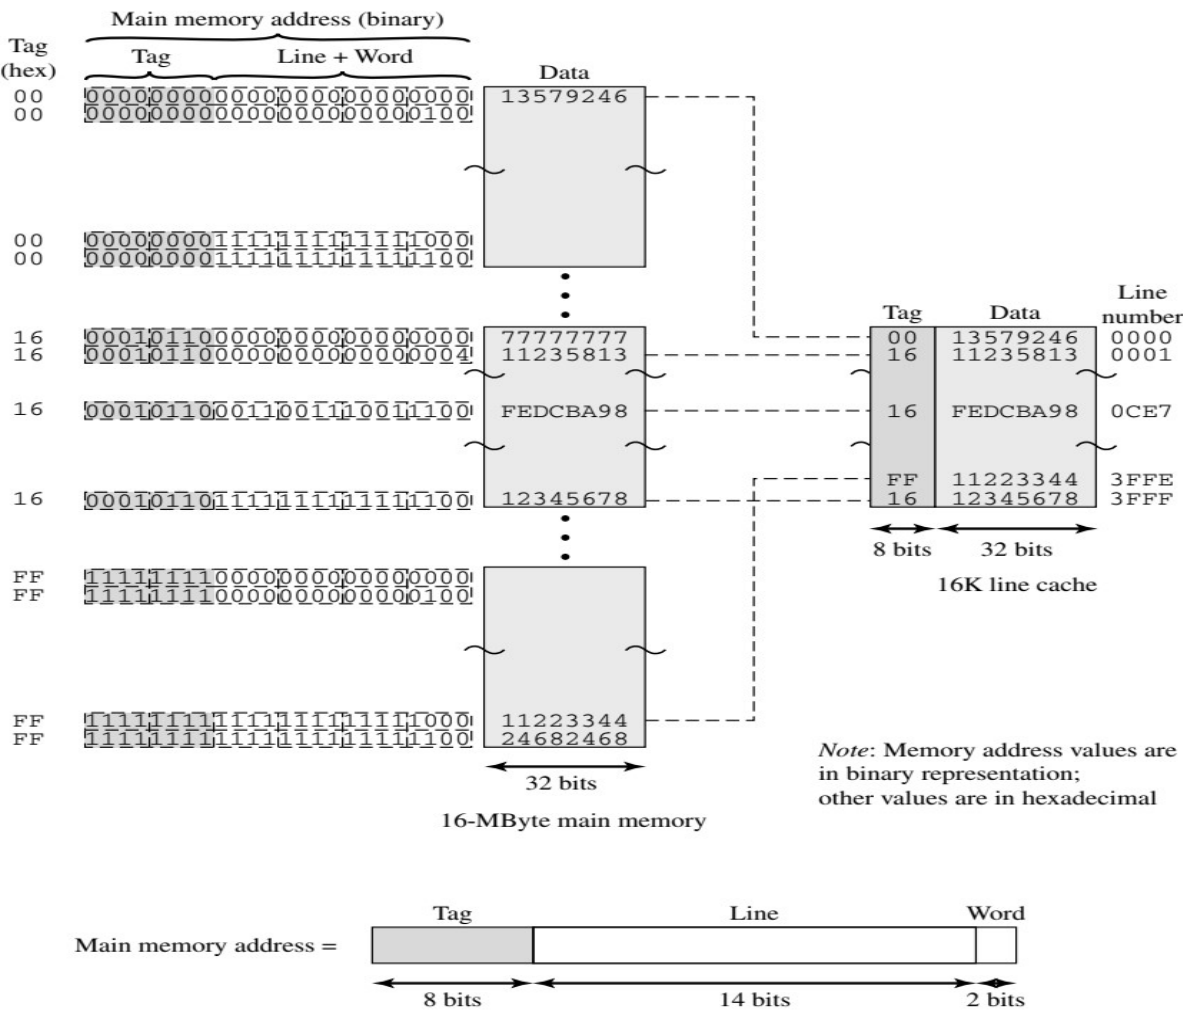 Main memory address (binary)
Tag
(hex)
Tag
Line + Word
Data
00
000000000000000000000000
13579246
00
000000000000000000000100
00
000000001111111111111000
00
000000001111111111111100
16
000101100000000000000000
77777777
16
000101100000000000000004
11235813
16
000101100011001110011100
FEDCBA98
16
000101101111111111111100
12345678
FF
111111110000000000000000
FF
111111110000000000000100
FF
111111111111111111111000
11223344
FF
111111111111111111111100
24682468
32 bits
16-MByte main memory
Tag
Data
Line
number
00
13579246
0000
16
11235813
0001
16
FEDCBA98
0CE7
FF
11223344
3FFE
16
12345678
3FFF
8 bits
32 bits
16K line cache
Note: Memory address values are
in binary representation;
other values are in hexadecimal
Tag
Line
Word
Main memory address =
8 bits
14 bits
2 bits